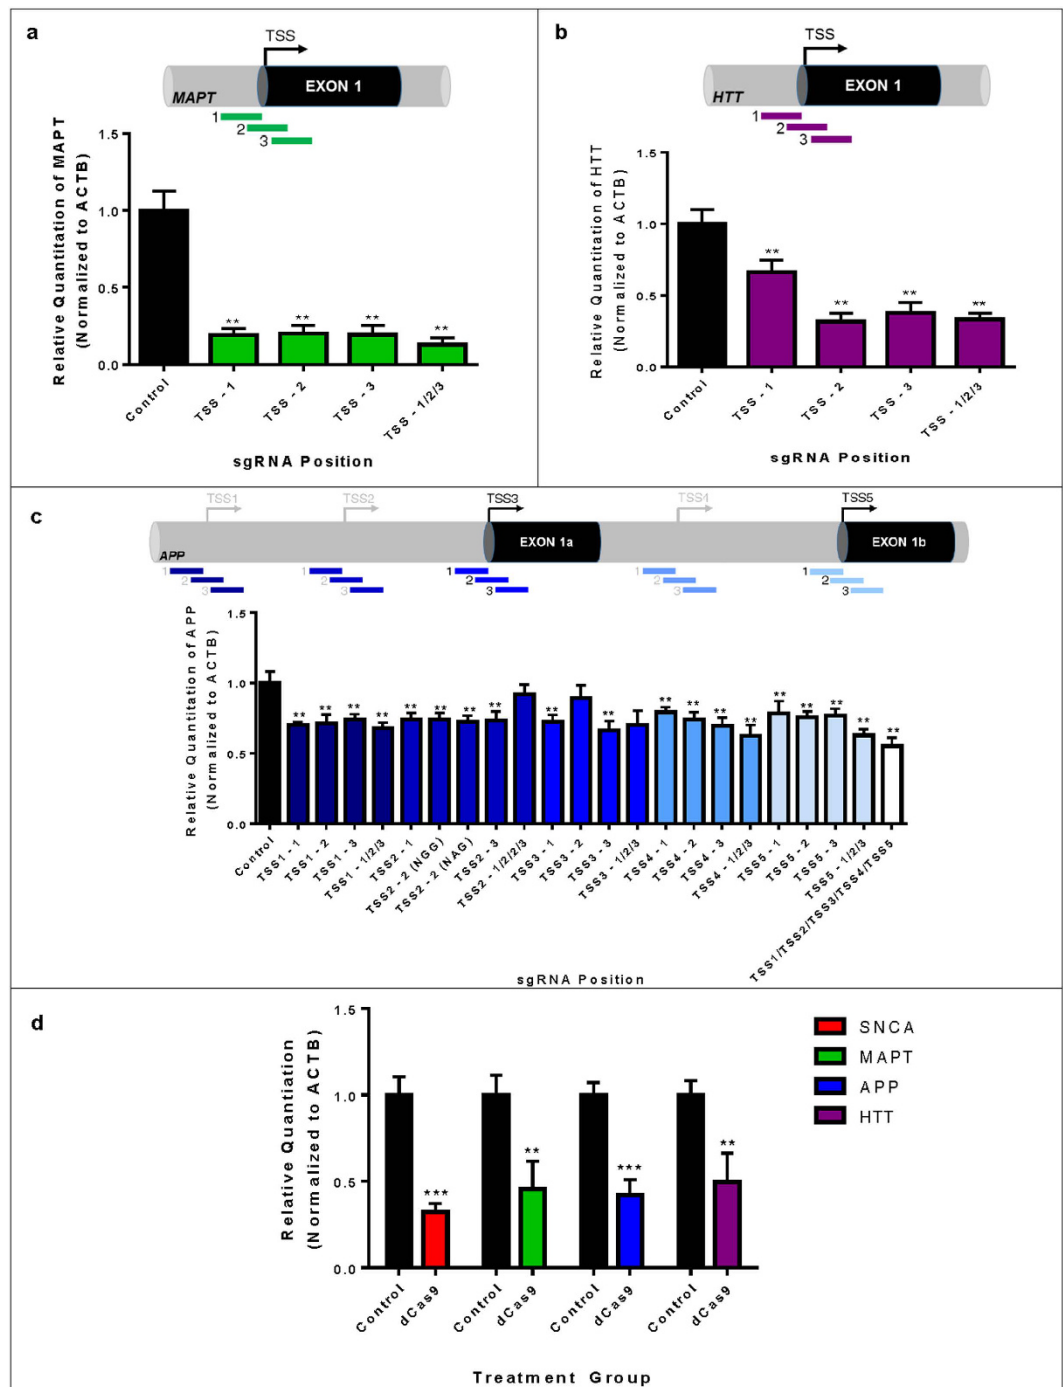 a
TSS
EXON 1
MAPT
1
2
3
Relative Quantitation of MAPT
(Normalized to ACTB)
1.5
1.0
0.5
0.0
**
**
**
**
Control
TSS - 1
TSS - 2
TSS - 3
TSS - 1/2/3
sgRNA Position
b
TSS
EXON 1
HTT
1
2
3
Relative Quantitation of HTT
(Normalized to ACTB)
1.5
1.0
0.5
0.0
**
**
**
**
Control
TSS - 1
TSS - 2
TSS - 3
TSS - 1/2/3
sgRNA Position
c
TSS1
TSS2
TSS3
TSS4
TSS5
EXON 1a
EXON 1b
APP
1
2
3
1
2
3
1
2
3
1
2
3
1
2
3
Relative Quantitation of APP
(Normalized to ACTB)
1.5
1.0
0.5
0.0
** ** ** ** ** ** ** ** ** ** ** ** ** ** ** ** ** ** **
Control
TSS1 - 1
TSS1 - 2
TSS1 - 3
TSS1 - 1/2/3
TSS2 - 1
TSS2 - 2 (NGG)
TSS2 - 2 (NAG)
TSS2 - 3
TSS2 - 1/2/2/3
TSS3 - 1
TSS3 - 2
TSS3 - 3
TSS3 - 1/2/3
TSS4 - 1
TSS4 - 2
TSS4 - 3
TSS4 - 1/2/3
TSS5 - 1
TSS5 - 2
TSS5 - 3
TSS5 - 1/2/3
TSS1/TSS2/TSS3/TSS4/TSS5
sgRNA Position
d
Relative Quantiation
(Normalized to ACTB)
1.5
1.0
0.5
0.0
***
**
***
**
Control
dCas9
Control
dCas9
Control
dCas9
Control
dCas9
Treatment Group
SNCA
MAPT
APP
HTT